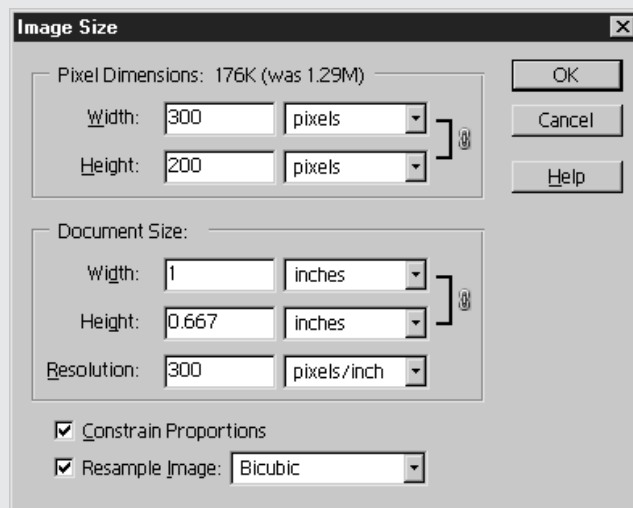 Image Size
Pixel Dimensions: 176K (was 1.29M)
Width: 300 pixels
Height: 200 pixels
OK
Cancel
Help
Document Size:
Width: 1 inches
Height: 0.667 inches
Resolution: 300 pixels/inch
Constrain Proportions
Resample Image: Bicubic